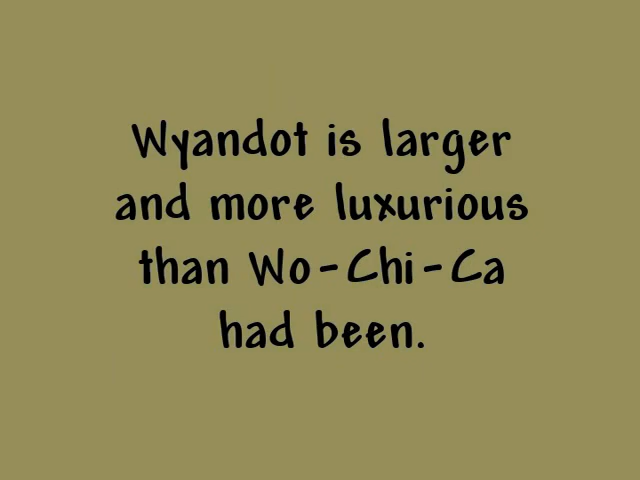 Wyandot is larger
and more luxurious
than Wo-Chi-Ca
had been.